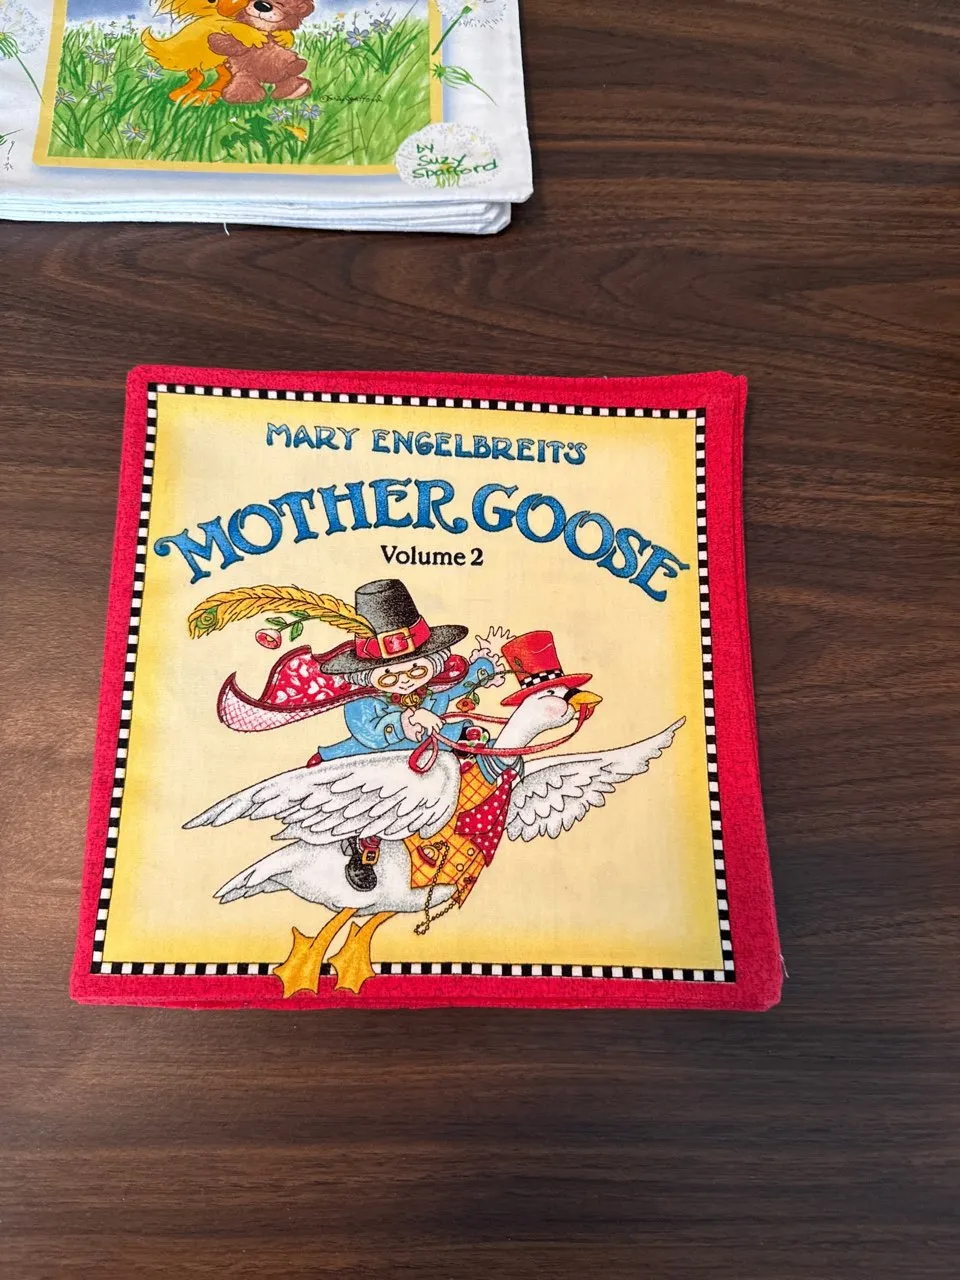 by
Suzy
Spafford
MARY ENGELBREIT'S
MOTHER GOOSE
Volume 2